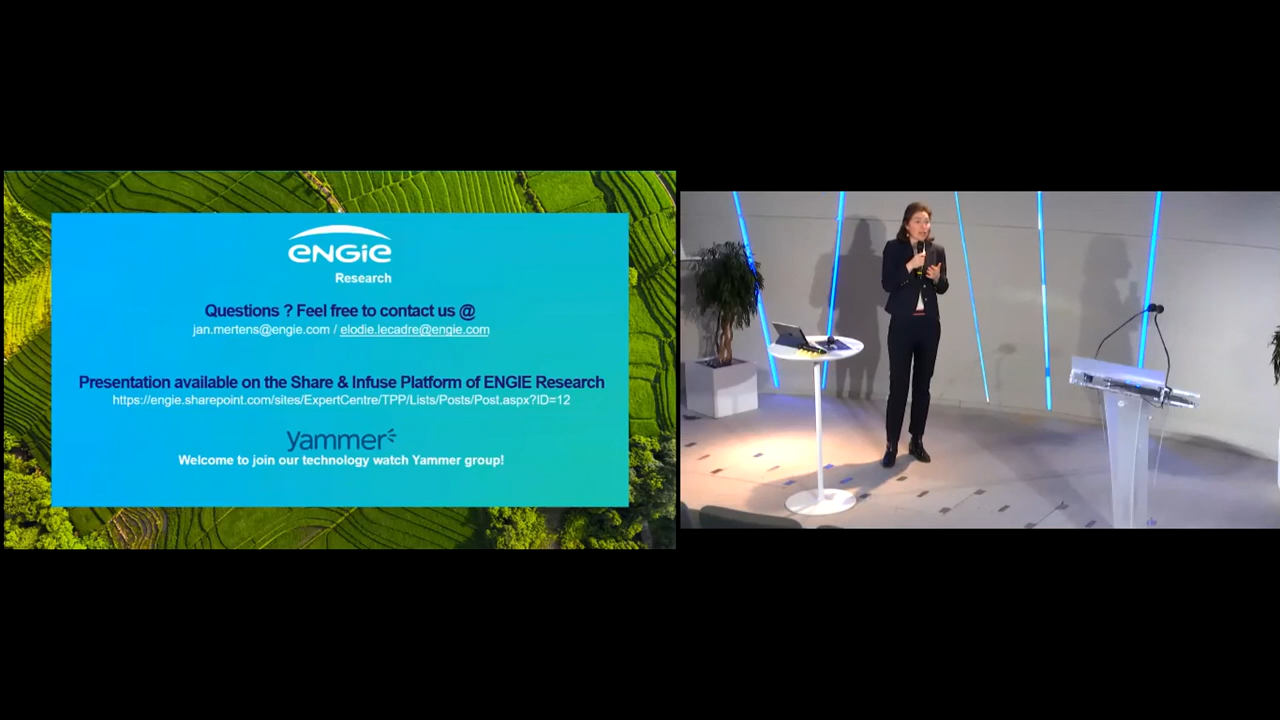 ENGIE
Research
Questions ? Feel free to contact us @
jan.mertens@engie.com / elodie.lecadre@engie.com
Presentation available on the Share & Infuse Platform of ENGIE Research
https://engie.sharepoint.com/sites/ExpertCentre/TPP/Lists/Posts/Post.aspx?ID=12
yammer
Welcome to join our technology watch Yammer group!